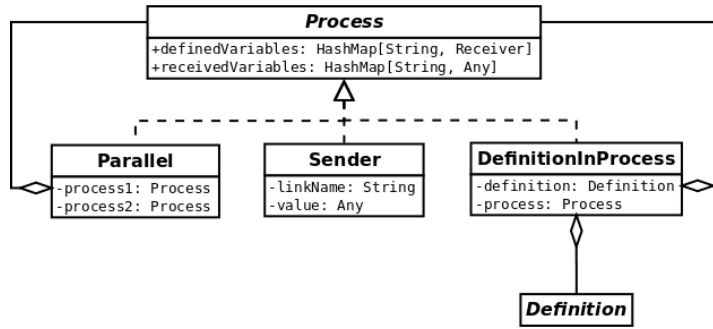 Process
+definedVariables: HashMap[String, Receiver]
+receivedVariables: HashMap[String, Any]
Parallel
-process1: Process
-process2: Process
Sender
-linkName: String
-value: Any
DefinitionInProcess
-definition: Definition
-process: Process
Definition